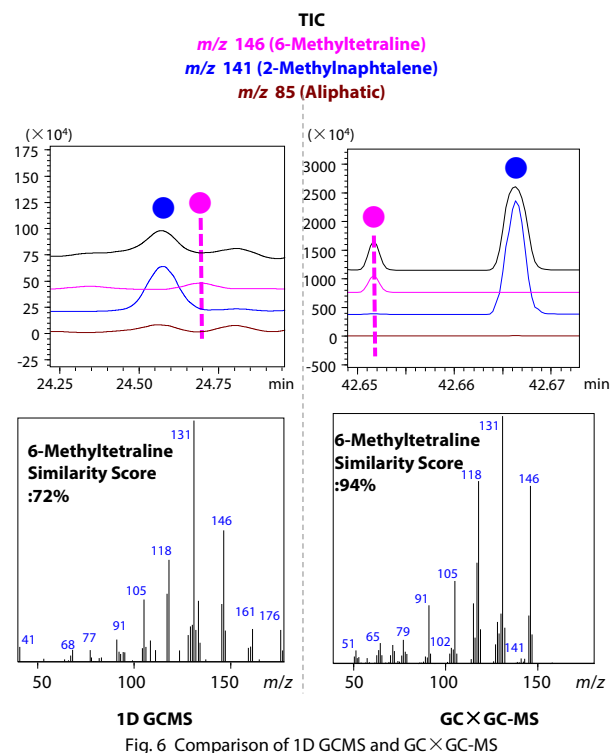 TIC
m/z 146 (6-Methyltetraline)
m/z 141 (2-Methylnaphtalene)
m/z 85 (Aliphatic)
(×10⁴)
175
150
125
100
75
50
25
0
-25
24.25 24.50 24.75 min
(×10⁴)
3000
2500
2000
1500
1000
500
0
-500
42.65 42.66 42.67 min
6-Methyltetraline
Similarity Score
:72%
131
146
118
105
91
77
68
41
161
176
50 100 150 m/z
1D GCMS
6-Methyltetraline
Similarity Score
:94%
131
118
146
105
91
79
65
51
102
141
50 100 150 m/z
GC×GC-MS
Fig. 6 Comparison of 1D GCMS and GC×GC-MS